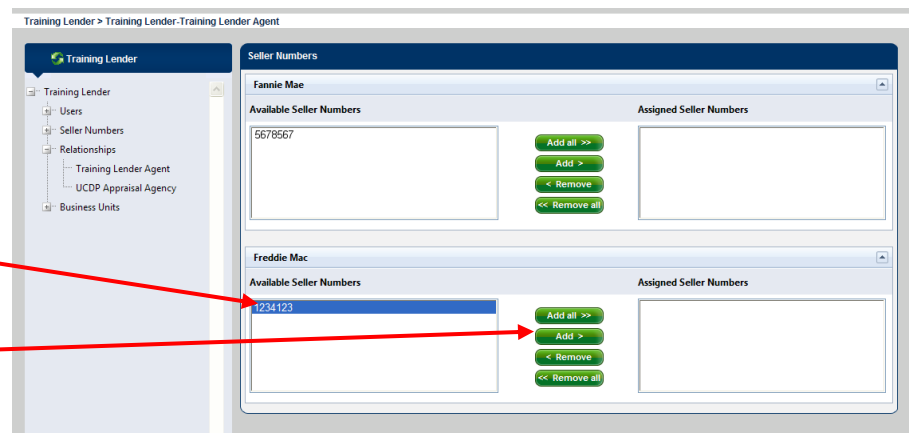 Training Lender > Training Lender-Training Lender Agent
Training Lender
Training Lender
Users
Seller Numbers
Relationships
Training Lender Agent
UCDP Appraisal Agency
Business Units
Seller Numbers
Fannie Mae
Available Seller Numbers
Assigned Seller Numbers
5678567
Add all >>
Add >
< Remove
<< Remove all
Freddie Mac
Available Seller Numbers
Assigned Seller Numbers
1234123
Add all >>
Add >
< Remove
<< Remove all